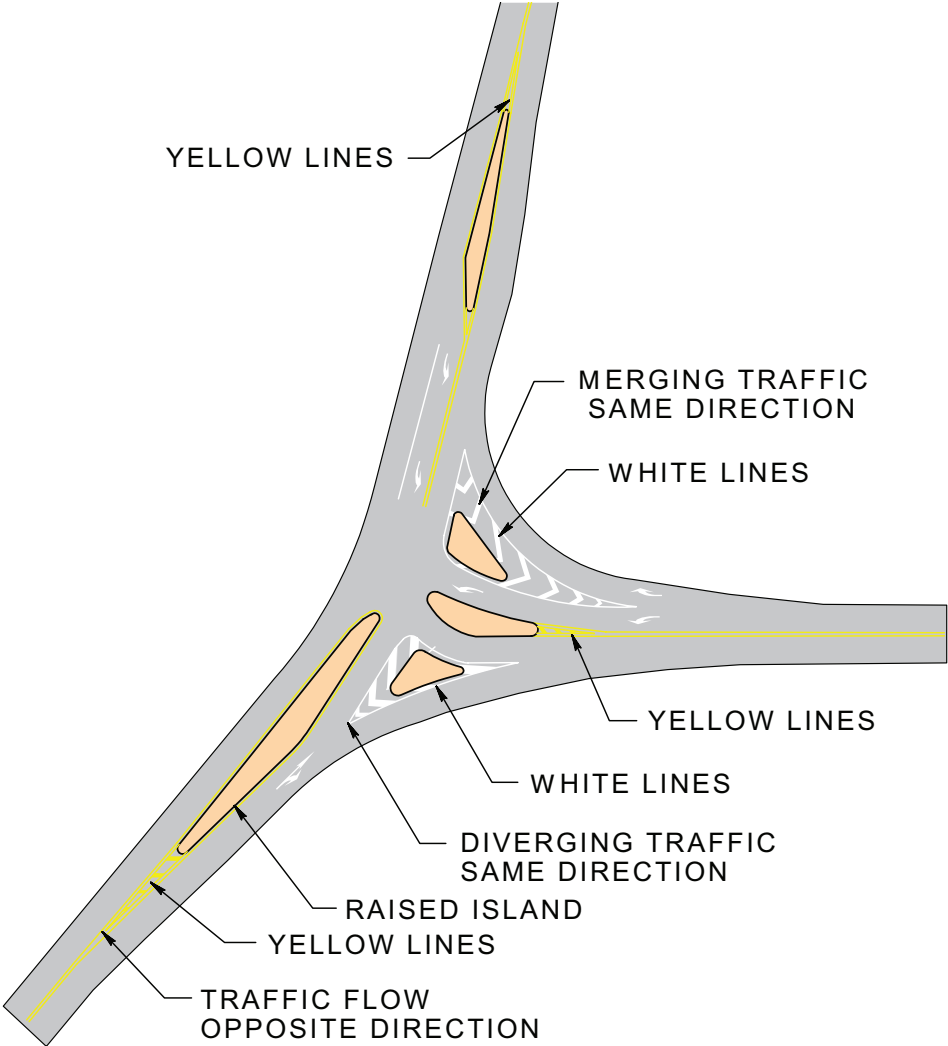 YELLOW LINES
MERGING TRAFFIC
SAME DIRECTION
WHITE LINES
YELLOW LINES
WHITE LINES
DIVERGING TRAFFIC
SAME DIRECTION
RAISED ISLAND
YELLOW LINES
TRAFFIC FLOW
OPPOSITE DIRECTION